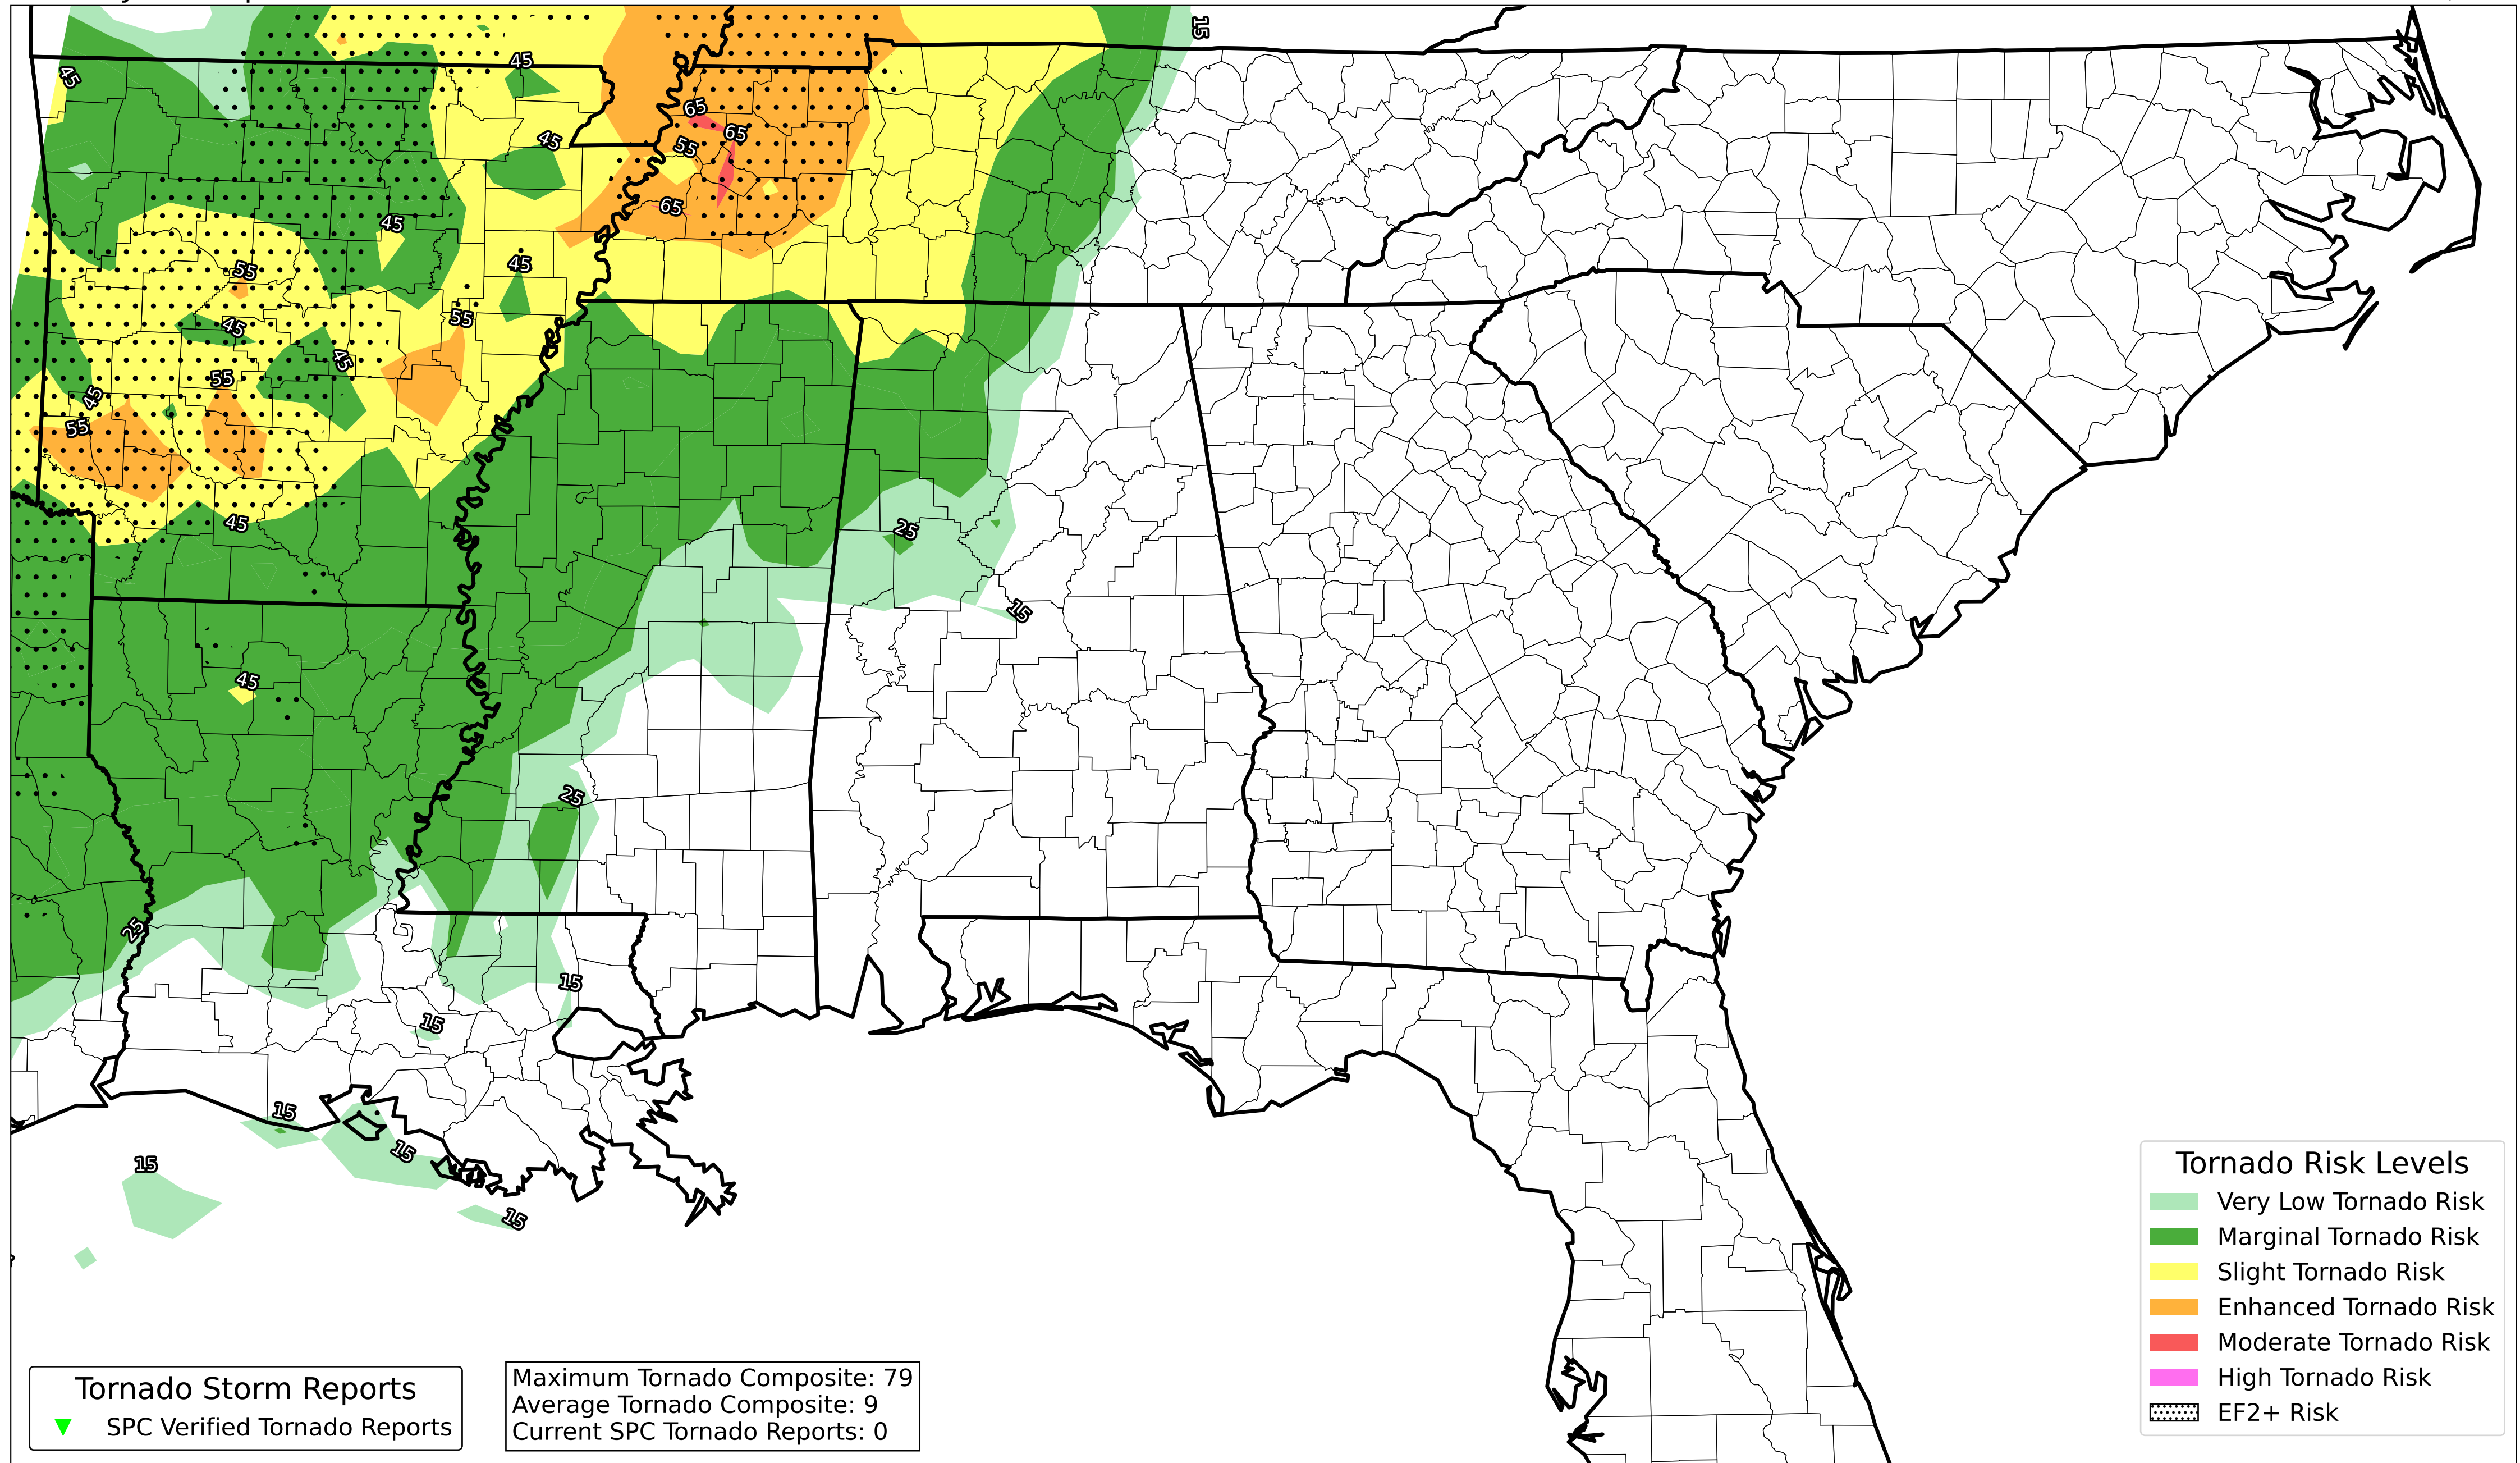 15
45
45
65
65
55
45
65
45
45
55
55
45
45
55
45
55
45
25
15
45
25
25
15
15
15
15
15
15
Tornado Risk Levels
Very Low Tornado Risk
Marginal Tornado Risk
Slight Tornado Risk
Enhanced Tornado Risk
Moderate Tornado Risk
High Tornado Risk
EF2+ Risk
Tornado Storm Reports
SPC Verified Tornado Reports
Maximum Tornado Composite: 79
Average Tornado Composite: 9
Current SPC Tornado Reports: 0